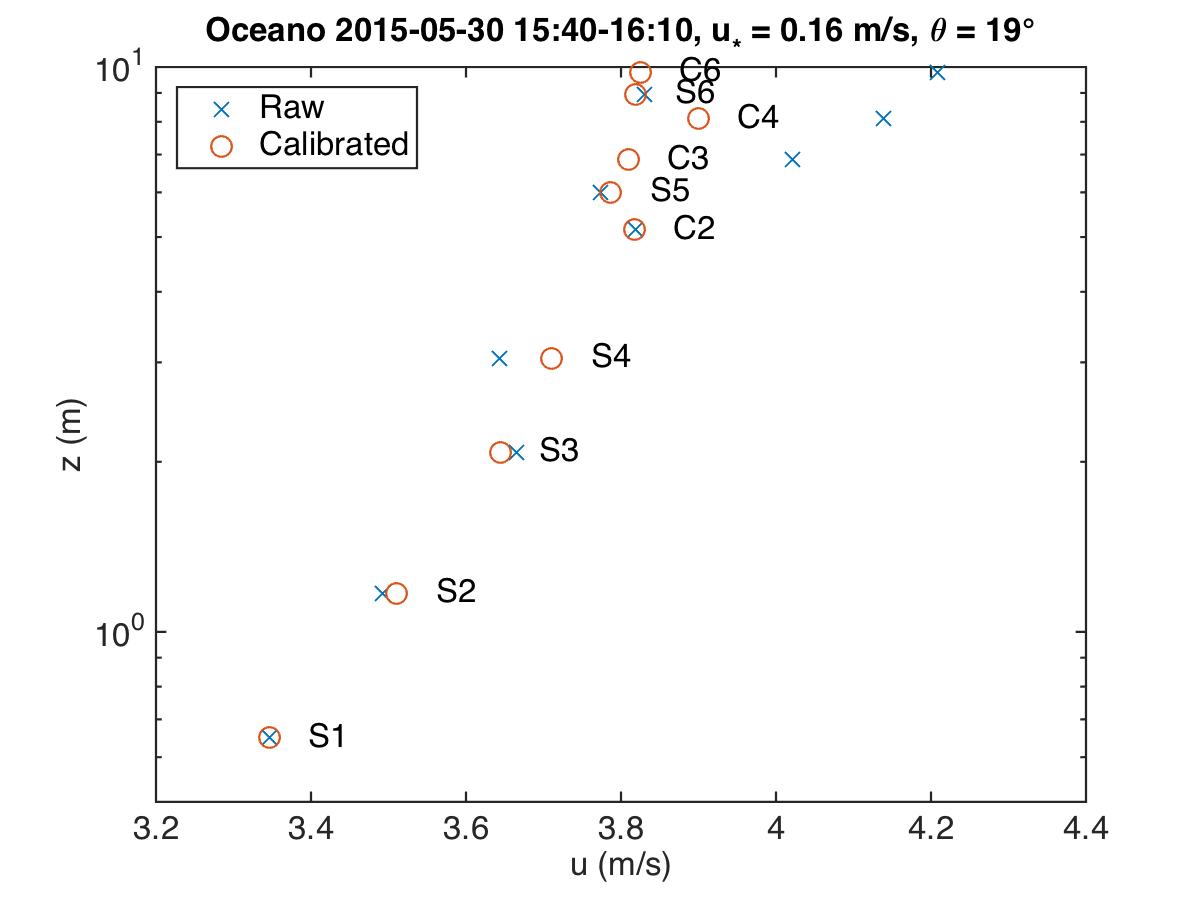 Oceano 2015-05-30 15:40-16:10, u* = 0.16 m/s, θ = 19°
10¹
Raw
Calibrated
C6
S6
C4
C3
S5
C2
S4
z (m)
S3
S2
10⁰
S1
3.2 3.4 3.6 3.8 4 4.2 4.4
u (m/s)